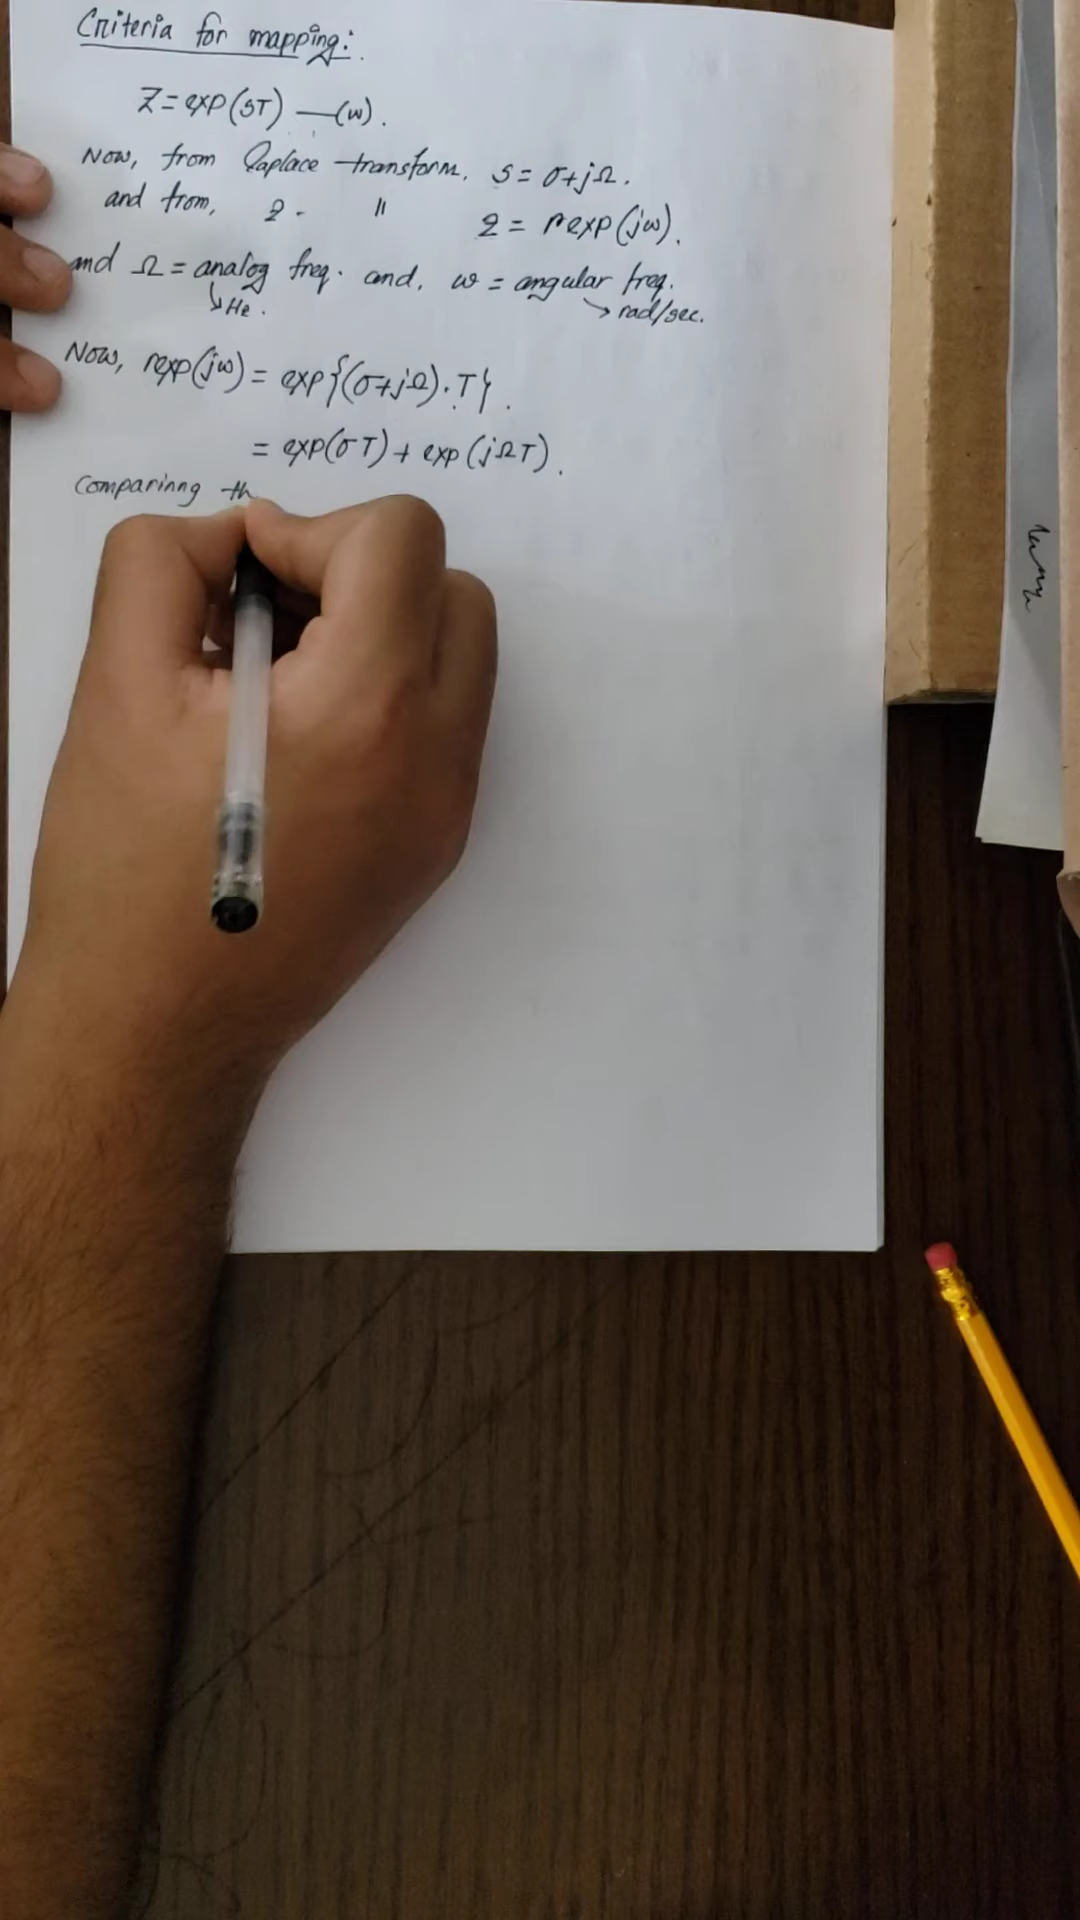 Criteria for mapping:
Z = exp(sT) —(w).
Now, from Laplace transform, s = σ+jΩ.
and from, z - " z = r exp(jω).
and Ω = analog freq. and, ω = angular freq.
↳ Hz. → rad/sec.
Now, rexp(jω) = exp{(σ+jΩ).T}.
= exp(σT) + exp(jΩT).
Comparinng th